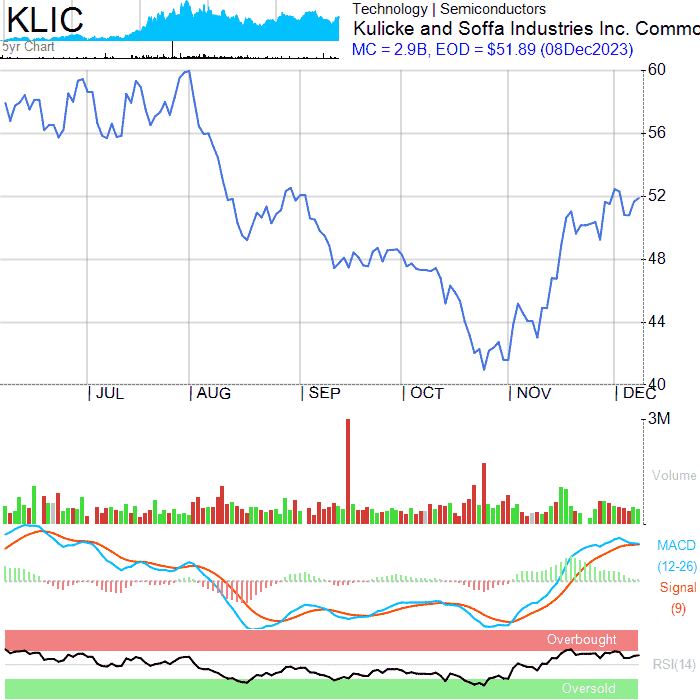 KLIC
5yr Chart
Technology | Semiconductors
Kulicke and Soffa Industries Inc. Commo
MC = 2.9B, EOD = $51.89 (08Dec2023)
60
56
52
48
44
40
| JUL | AUG | SEP | OCT | NOV | DEC
3M
Volume
MACD
(12-26)
Signal
(9)
Overbought
RSI(14)
Oversold